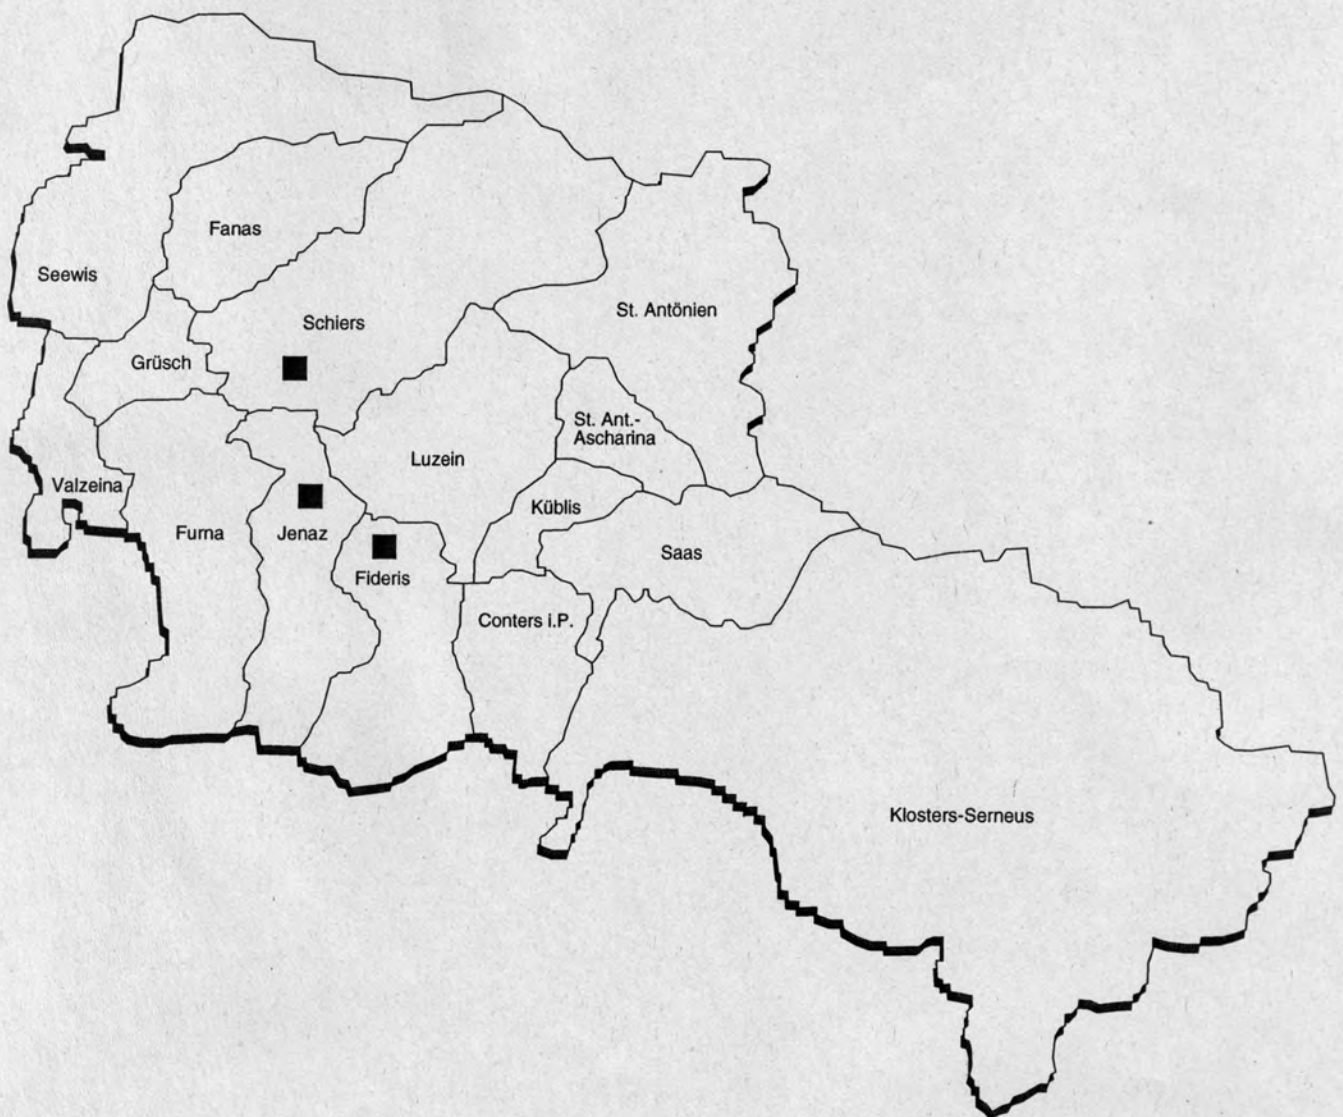 Fanas
Seewis
Schiers
St. Antönien
Grüsch
St. Ant.-
Ascharina
Luzein
Valzeina
Küblis
Furna
Jenaz
Saas
Fideris
Conters i.P.
Klosters-Serneus